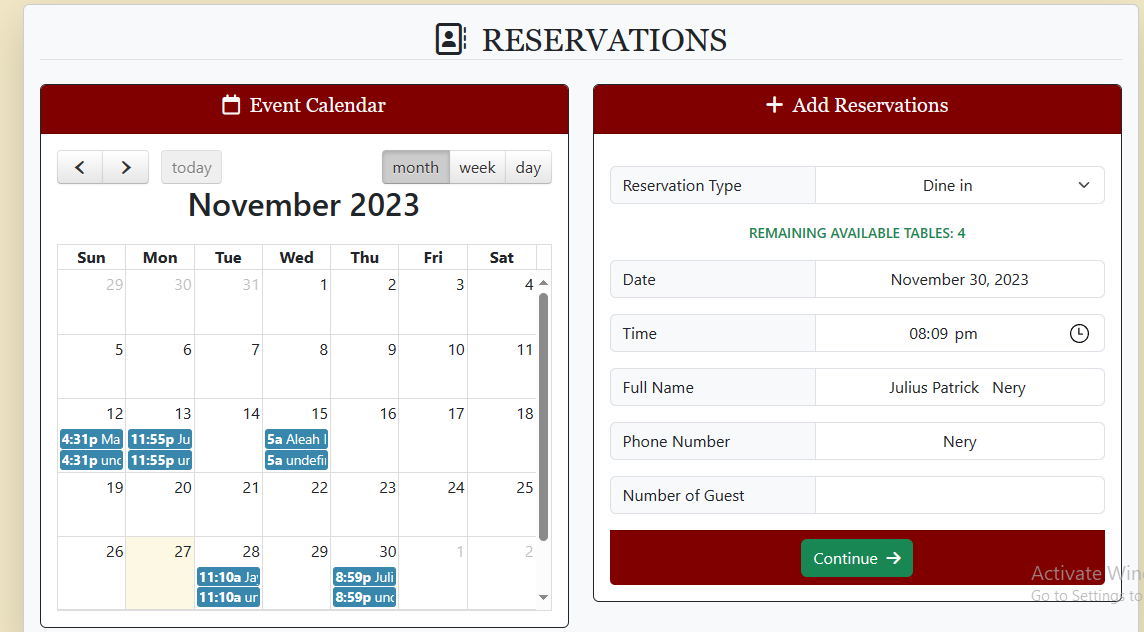 RESERVATIONS
Event Calendar
today
month week day
November 2023
Sun Mon Tue Wed Thu Fri Sat
29 30 31 1 2 3 4
5 6 7 8 9 10 11
12 13 14 15 16 17 18
4:31p Ma 11:55p Ju 5a Aleah
4:31p und 11:55p un 5a undefi
19 20 21 22 23 24 25
26 27 28 29 30 1 2
11:10a Jay 8:59p Juli
11:10a un 8:59p und
Add Reservations
Reservation Type Dine in
REMAINING AVAILABLE TABLES: 4
Date November 30, 2023
Time 08:09 pm
Full Name Julius Patrick Nery
Phone Number Nery
Number of Guest
Continue
Activate Win
Go to Settings to